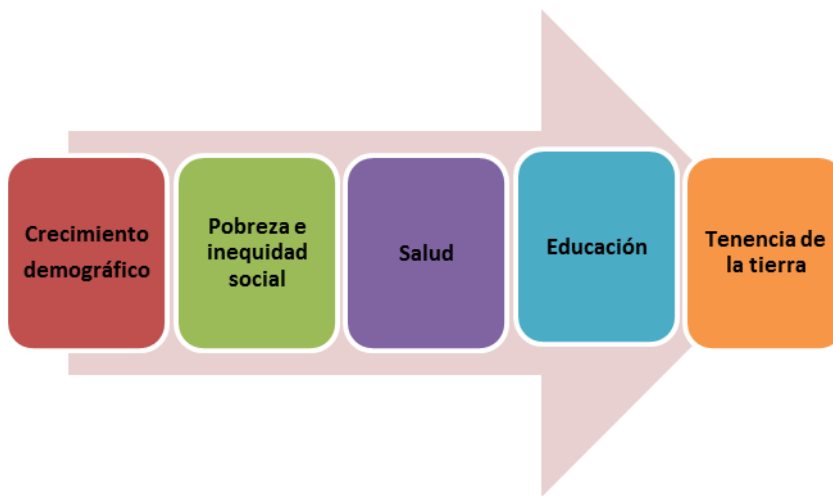 Crecimiento
demográfico
Pobreza e
inequidad
social
Salud
Educación
Tenencia de
la tierra